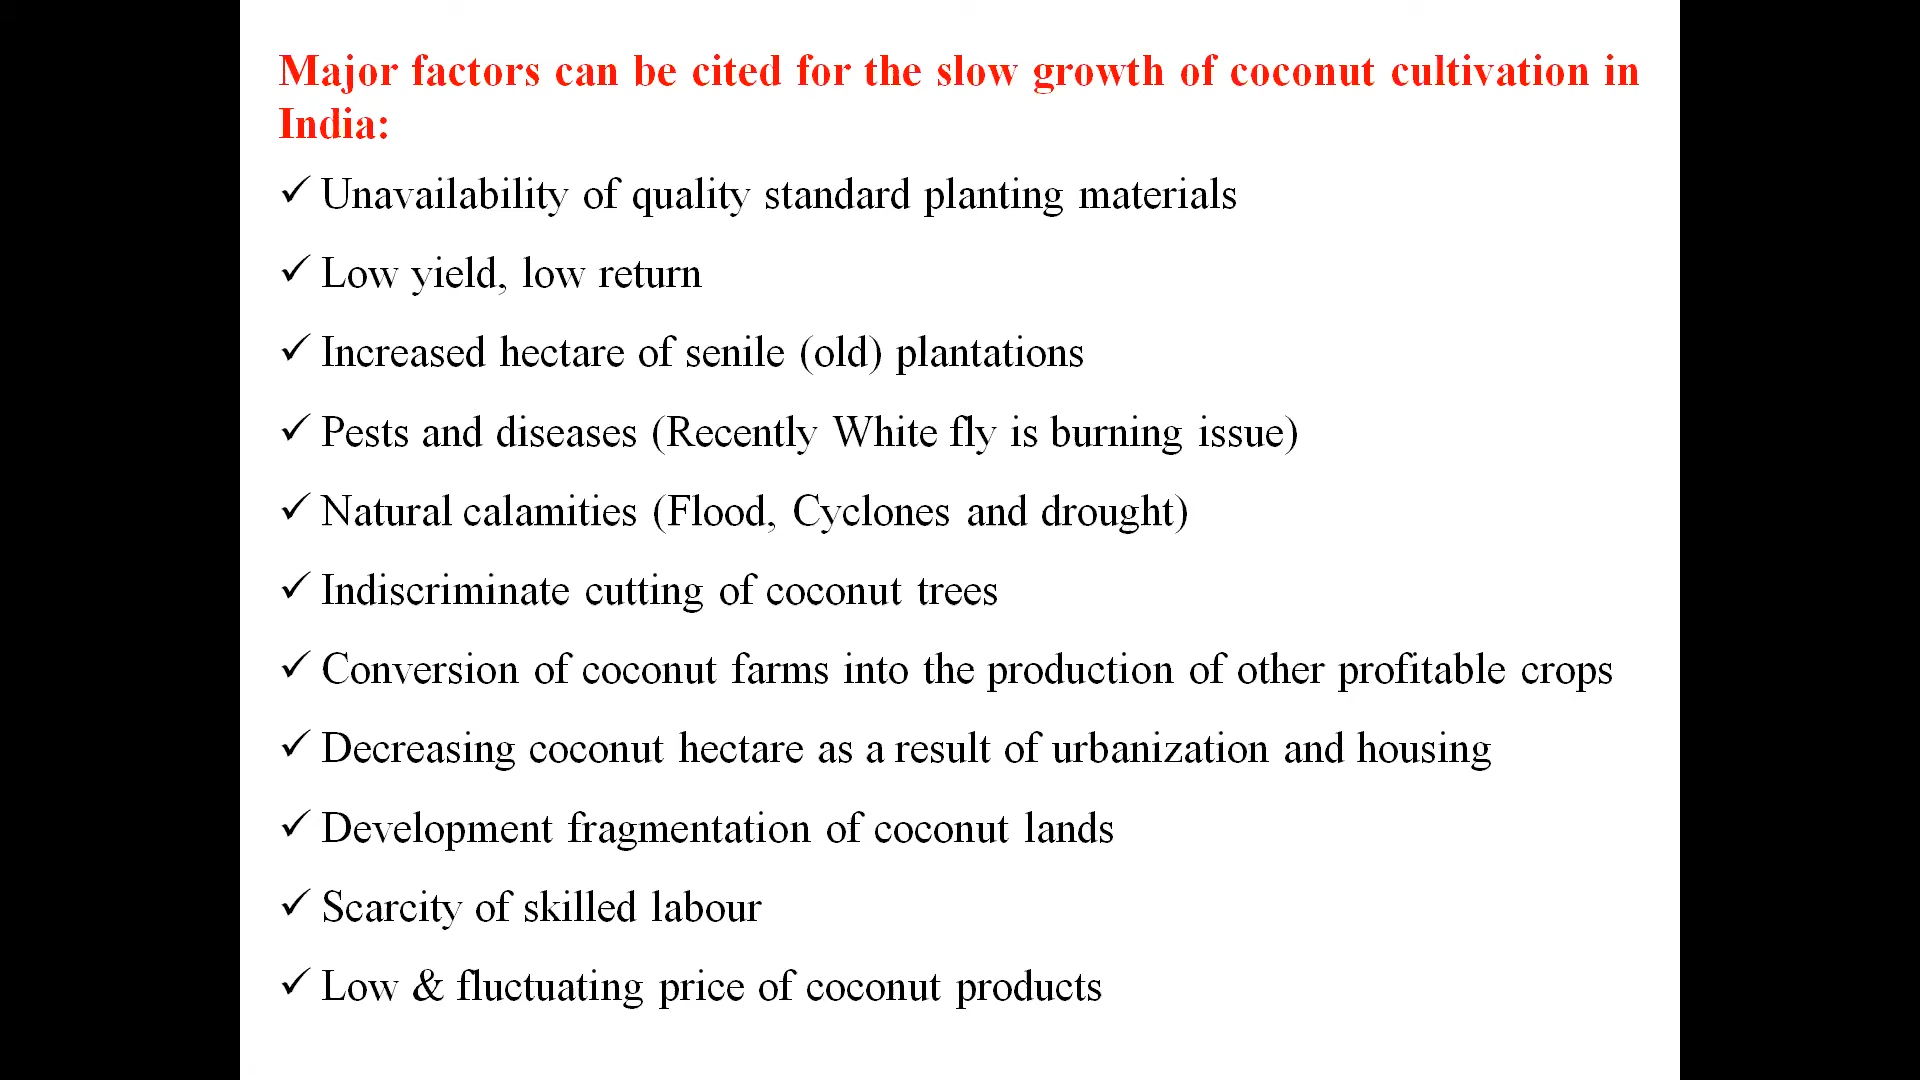 Major factors can be cited for the slow growth of coconut cultivation in
India:
✓ Unavailability of quality standard planting materials
✓ Low yield, low return
✓ Increased hectare of senile (old) plantations
✓ Pests and diseases (Recently White fly is burning issue)
✓ Natural calamities (Flood, Cyclones and drought)
✓ Indiscriminate cutting of coconut trees
✓ Conversion of coconut farms into the production of other profitable crops
✓ Decreasing coconut hectare as a result of urbanization and housing
✓ Development fragmentation of coconut lands
✓ Scarcity of skilled labour
✓ Low & fluctuating price of coconut products